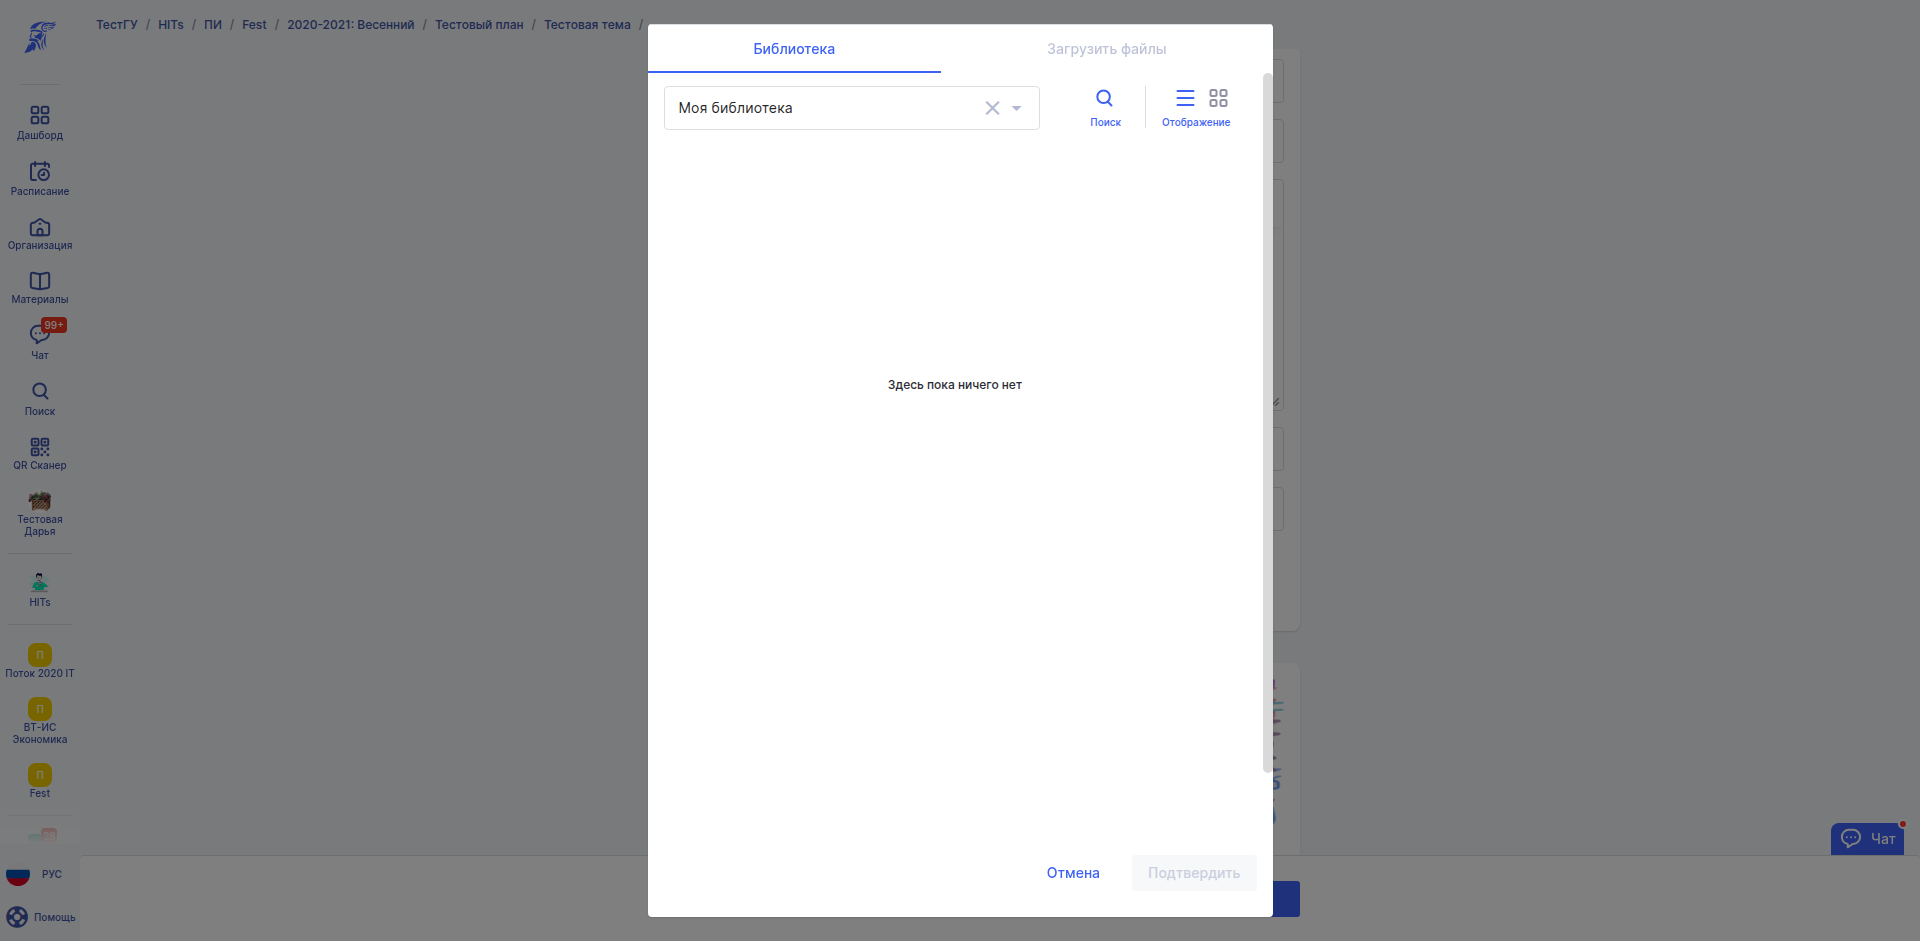 ТестГУ / HITs / ПИ / Fest / 2020-2021: Весенний / Тестовый план / Тестовая тема /
Дашборд
Расписание
Организация
Материалы
99+
Чат
Поиск
QR Сканер
Тестовая
Дарья
HITs
П
Поток 2020 IT
П
ВТ-ИС
Экономика
П
Fest
РУС
Помощь
Библиотека
Загрузить файлы
Моя библиотека
Поиск
Отображение
Здесь пока ничего нет
Отмена
Подтвердить
Чат